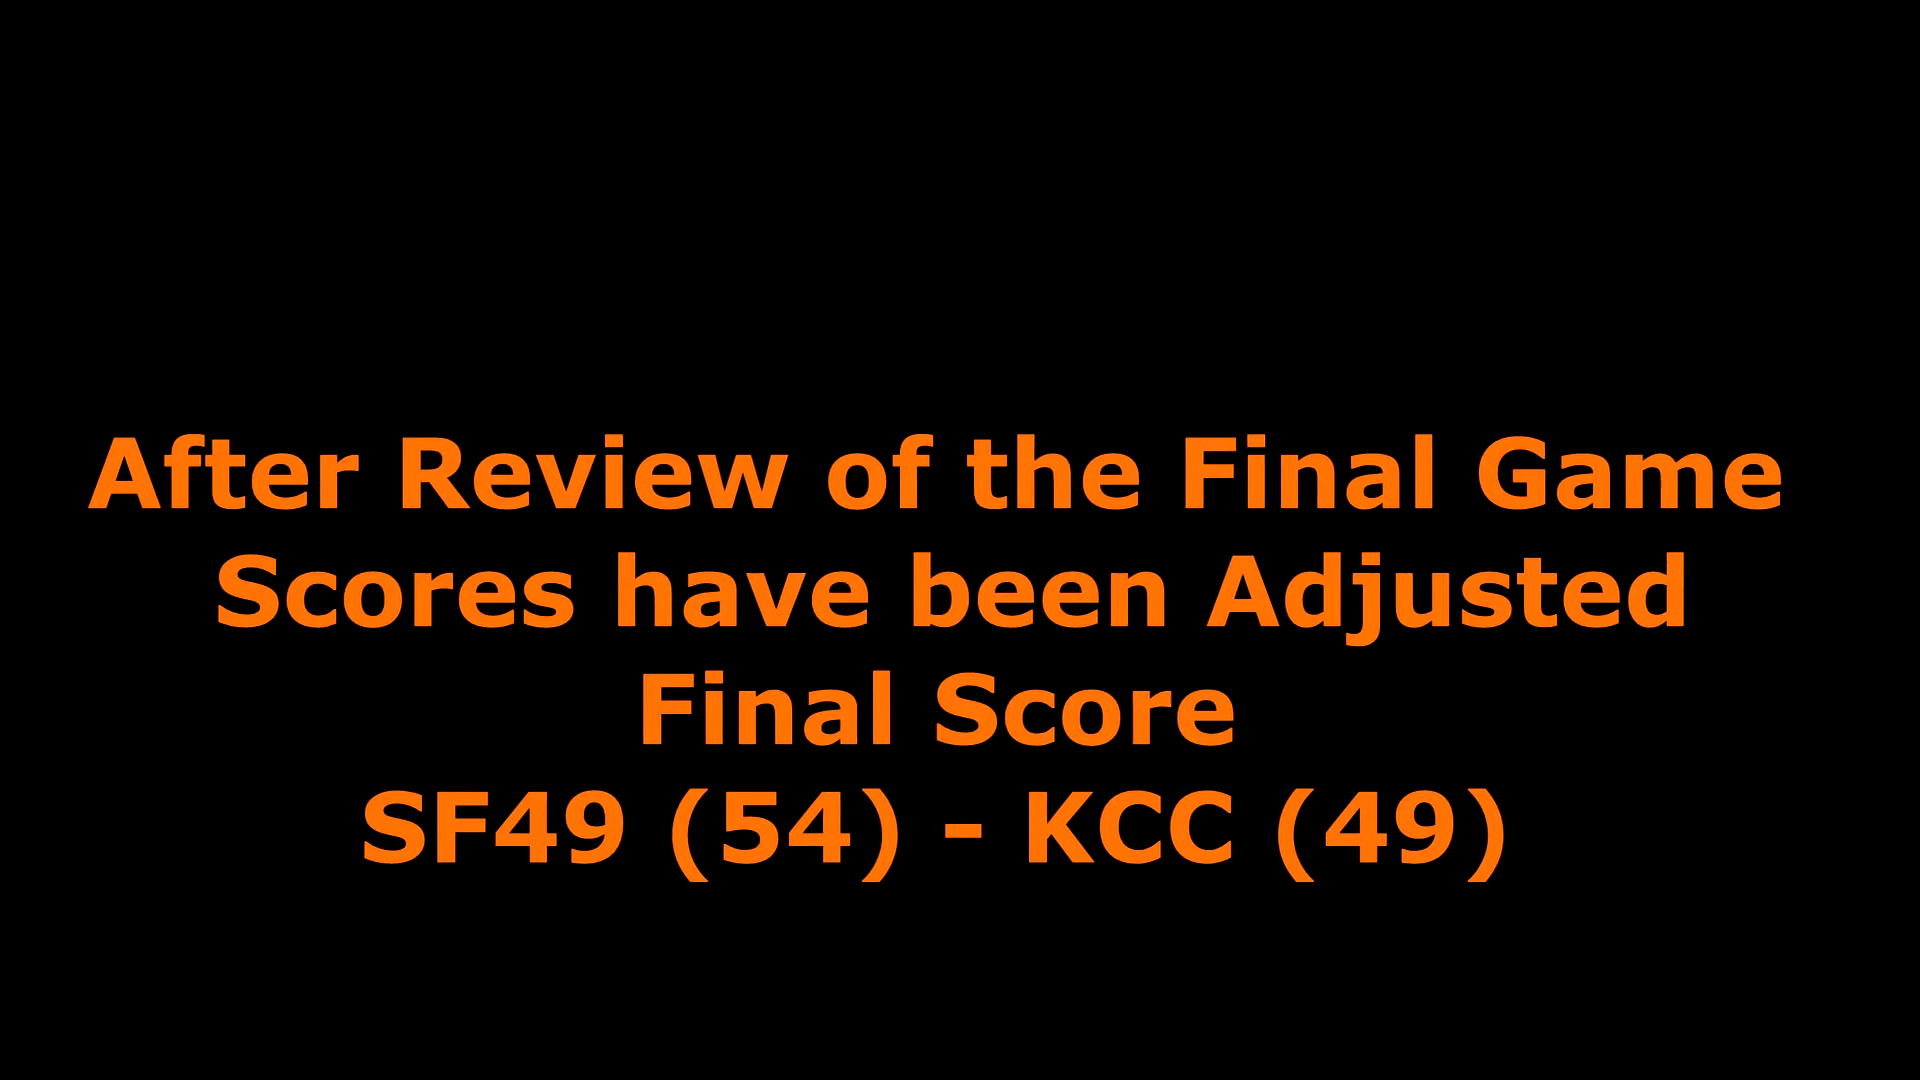 After Review of the Final Game
Scores have been Adjusted
Final Score
SF49 (54) - KCC (49)